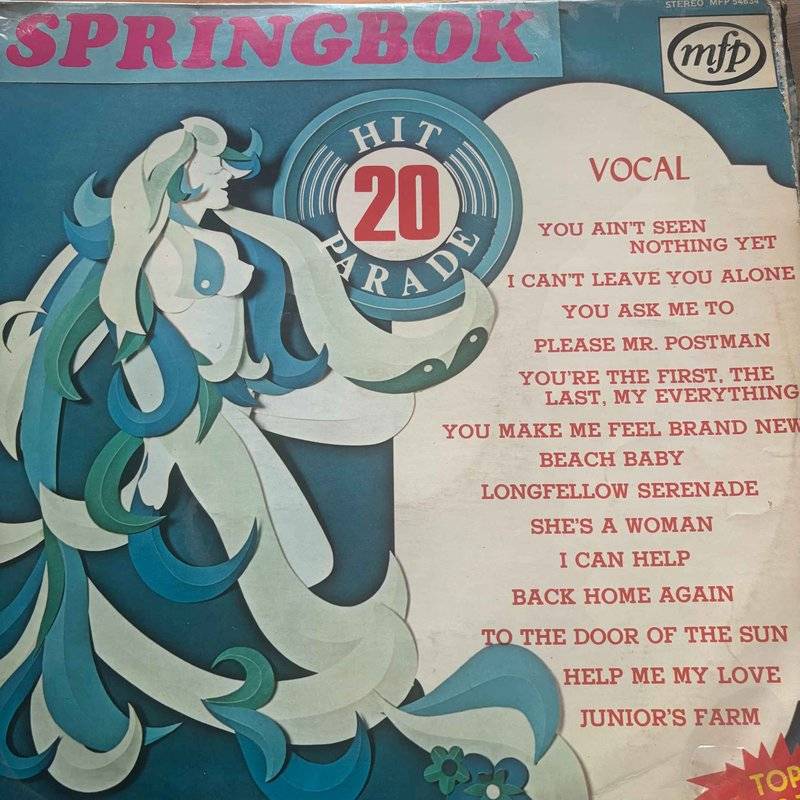 STEREO MFP 54634
SPRINGBOK
mfp
HIT
20
PARADE
VOCAL
YOU AIN'T SEEN
NOTHING YET
I CAN'T LEAVE YOU ALONE
YOU ASK ME TO
PLEASE MR. POSTMAN
YOU'RE THE FIRST, THE
LAST, MY EVERYTHING
YOU MAKE ME FEEL BRAND NEW
BEACH BABY
LONGFELLOW SERENADE
SHE'S A WOMAN
I CAN HELP
BACK HOME AGAIN
TO THE DOOR OF THE SUN
HELP ME MY LOVE
JUNIOR'S FARM
TOP